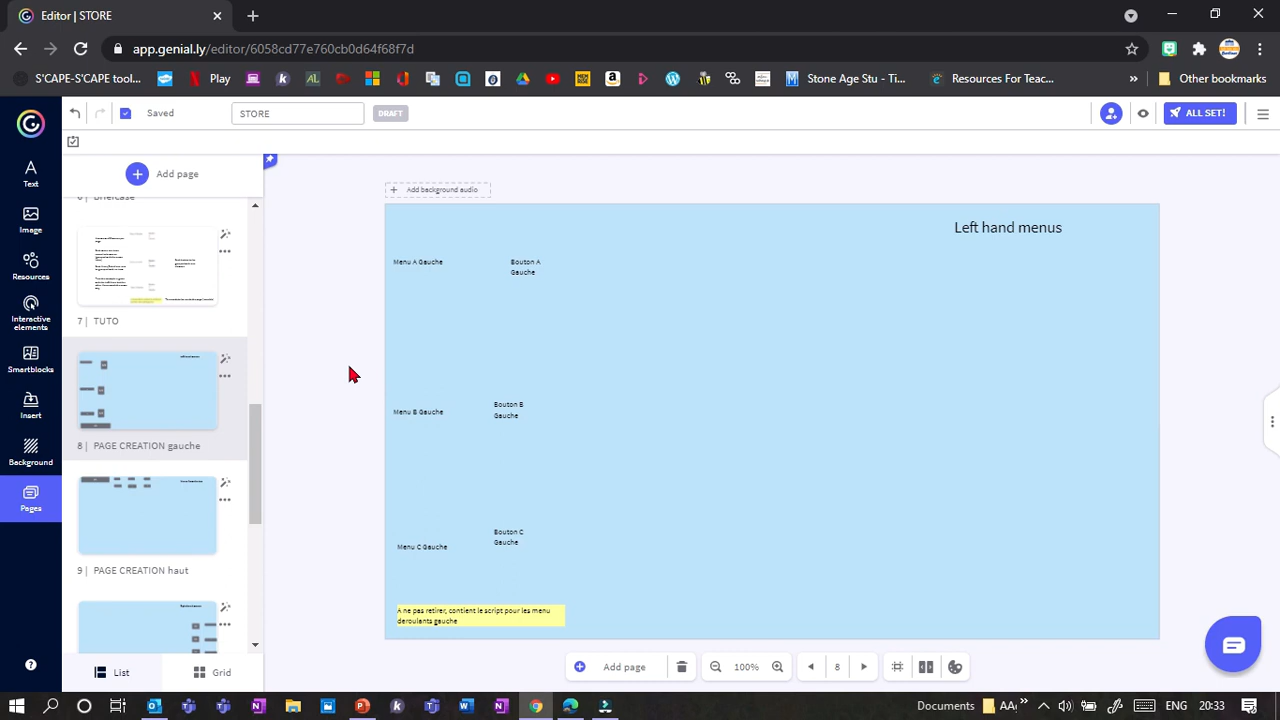 Editor | STORE
app.genial.ly/editor/6058cd77e760cb0d64f68f7d
S'CAPE-S'CAPE tool...
Play
AL
MEM RISE
Stone Age Stu - Ti...
Resources For Teac...
»
Other bookmarks
Saved
STORE
DRAFT
ALL SET!
Text
Image
Resources
Interactive elements
Smartblocks
Insert
Background
Pages
Add page
7 | TUTO
8 | PAGE CREATION gauche
9 | PAGE CREATION haut
List
Grid
+ Add background audio
Left hand menus
Menu A Gauche
Bouton A
Gauche
Menu B Gauche
Bouton B
Gauche
Menu C Gauche
Bouton C
Gauche
A ne pas retirer, contient le script pour les menu
deroulants gauche
Add page
100%
8
Documents
AA
ENG
20:33